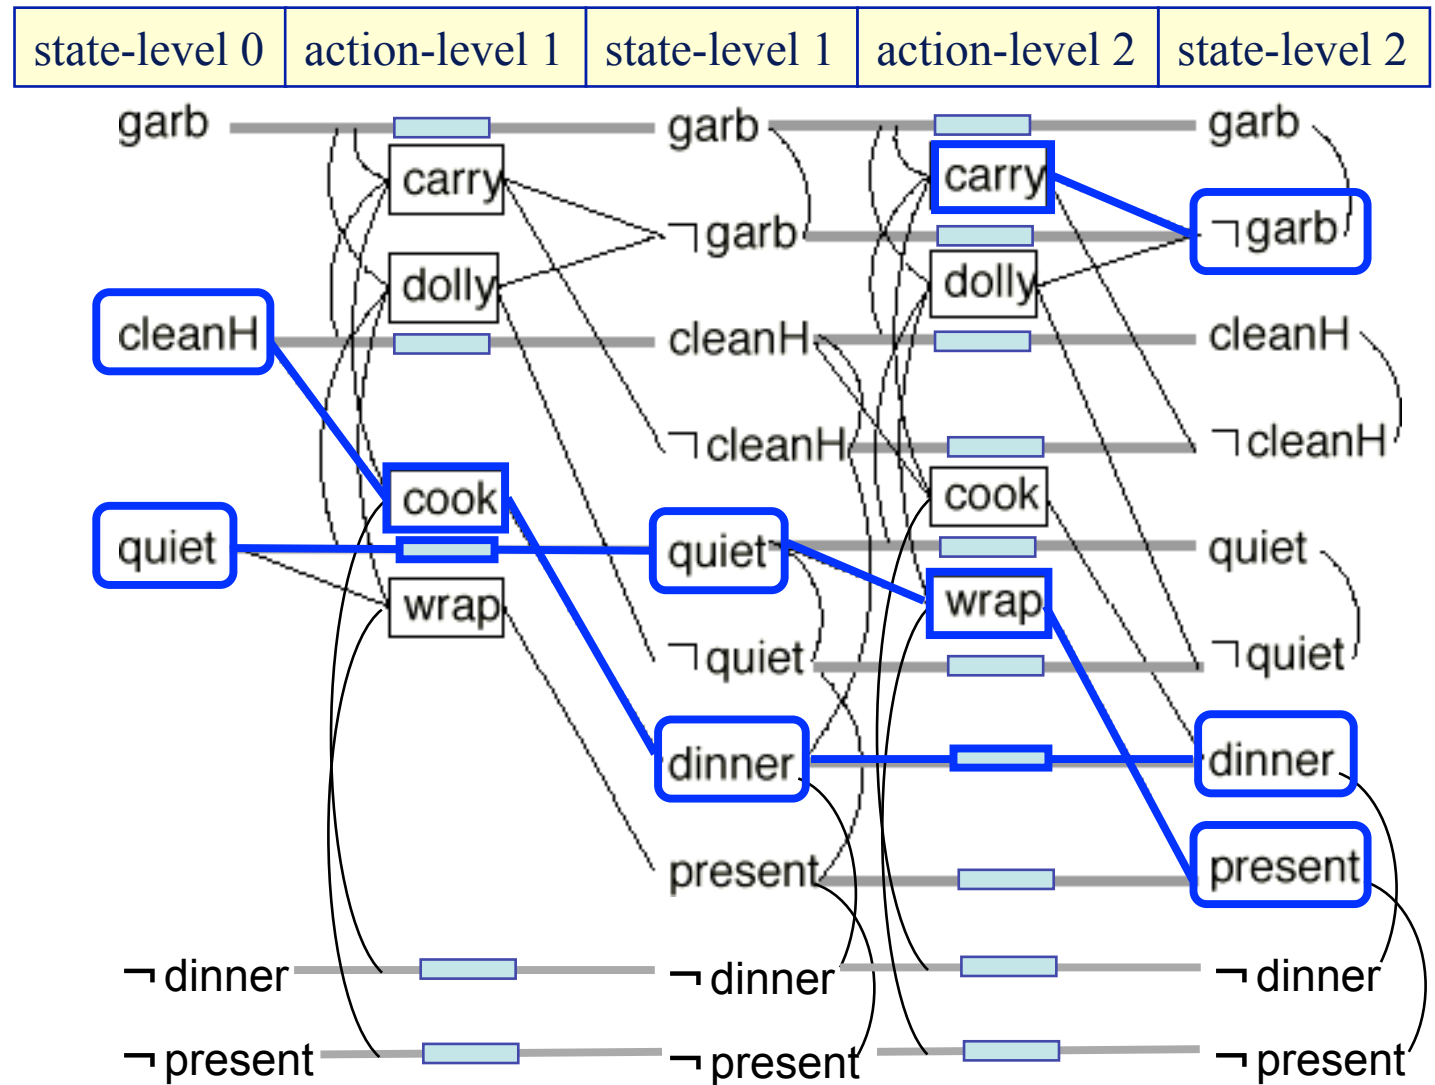 state-level 0 action-level 1 state-level 1 action-level 2 state-level 2
garb garb garb
carry carry
¬garb ¬garb
dolly dolly
cleanH cleanH cleanH
¬cleanH ¬cleanH
cook cook
quiet quiet quiet
wrap wrap
¬quiet ¬quiet
dinner dinner
present present
¬ dinner ¬ dinner ¬ dinner
¬ present ¬ present ¬ present